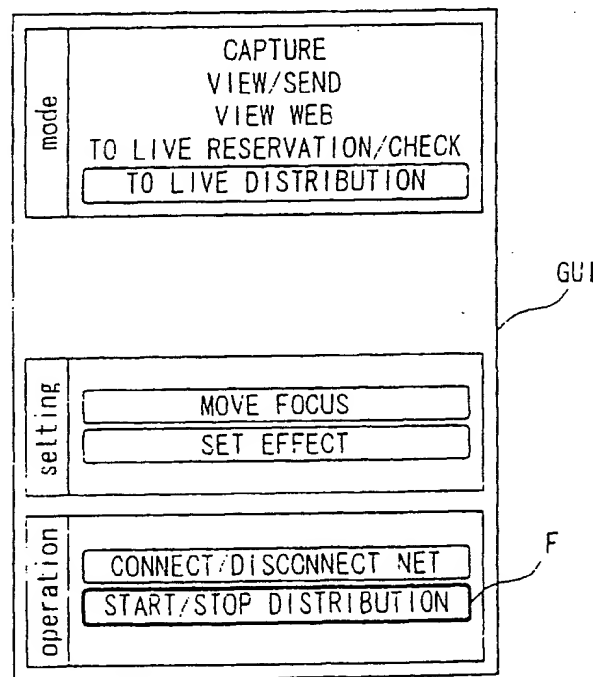 mode
CAPTURE
VIEW/SEND
VIEW WEB
TO LIVE RESERVATION/CHECK
TO LIVE DISTRIBUTION
GUI
setting
MOVE FOCUS
SET EFFECT
operation
CONNECT/DISCONNECT NET
START/STOP DISTRIBUTION
F